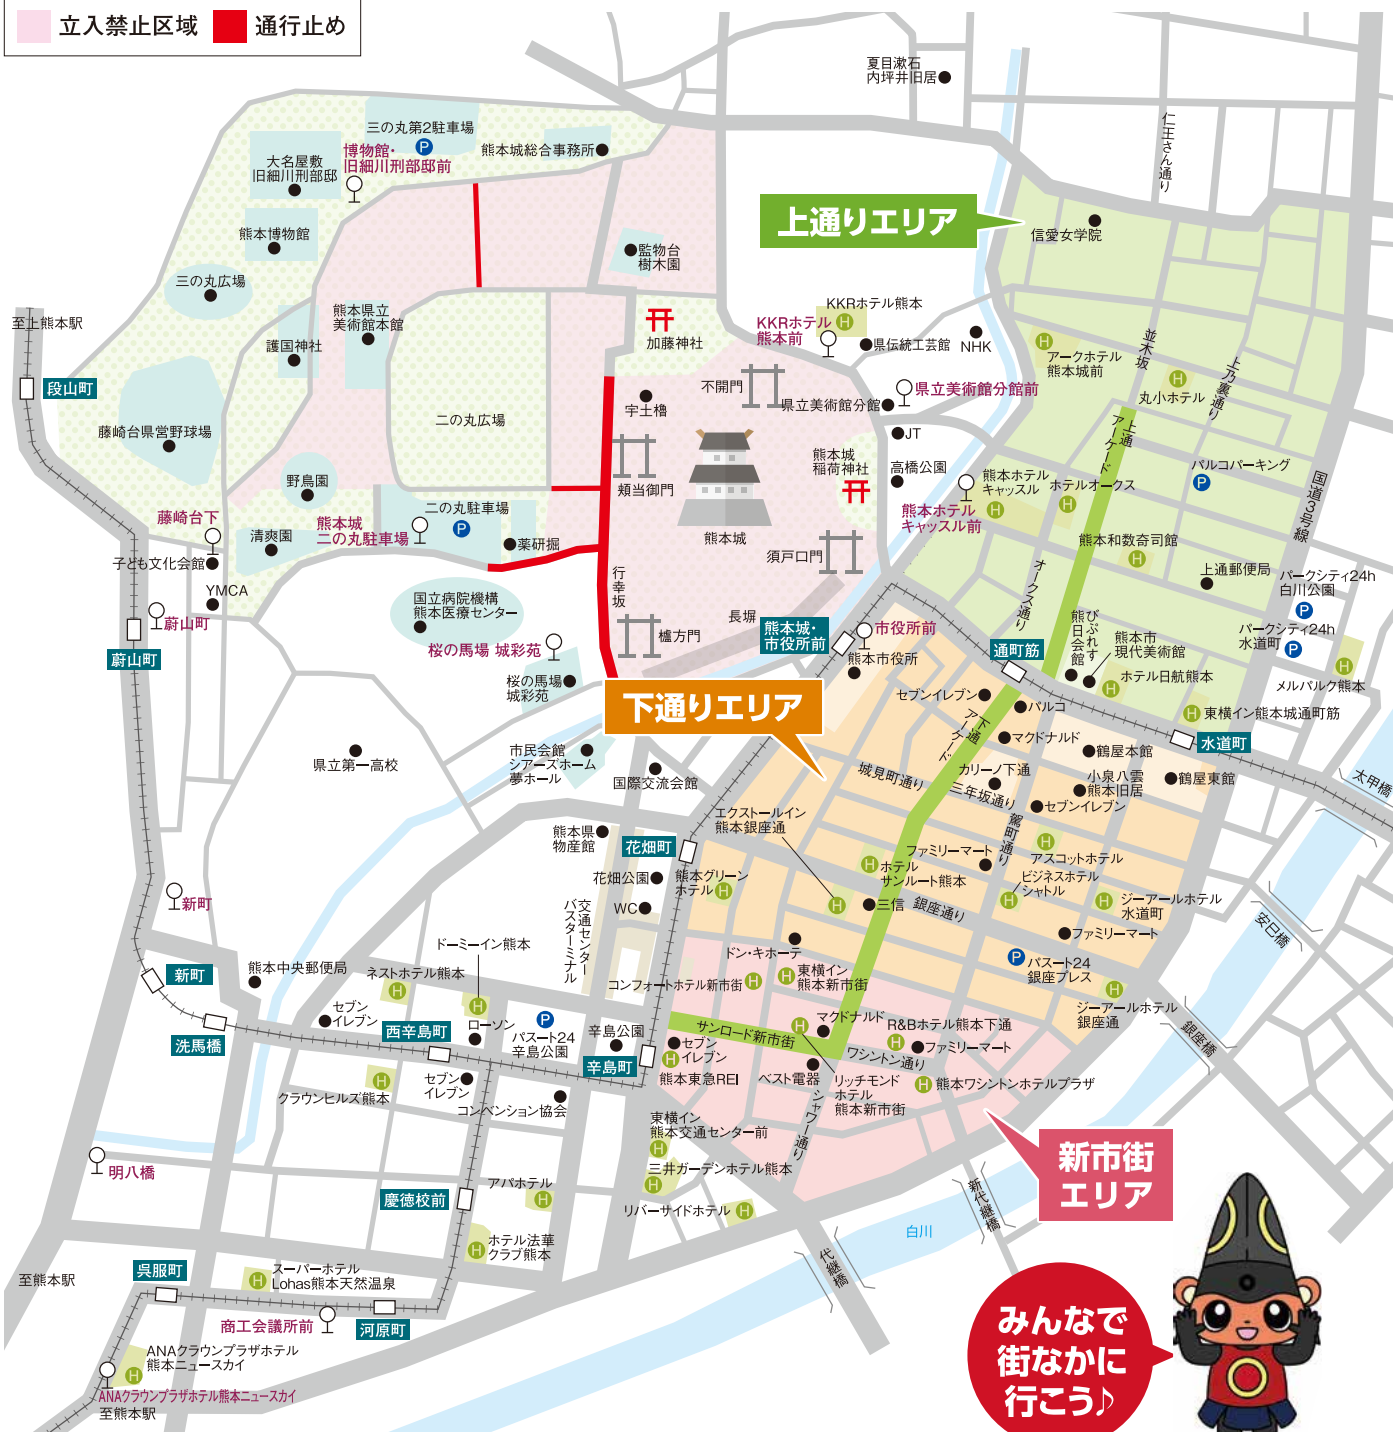 立入禁止区域
通行止め
夏目漱石
内坪井旧居
仁王さん通り
三の丸第2駐車場
P
博物館・
旧細川刑部邸前
熊本城総合事務所
大名屋敷
旧細川刑部邸
熊本博物館
三の丸広場
監物台
樹木園
上通りエリア
信愛女学院
至上熊本駅
段山町
護国神社
熊本県立
美術館本館
加藤神社
KKRホテル熊本
H
KKRホテル
熊本前
県伝統工芸館
NHK
並木坂
上乃裏通り
H
アークホテル
熊本城前
H
丸小ホテル
藤崎台県営野球場
二の丸広場
宇土櫓
不開門
県立美術館分館
県立美術館分館前
JT
高橋公園
上通
アーケード
パルコパーキング
P
国道3号線
野鳥園
二の丸駐車場
P
熊本城
二の丸駐車場
頬当御門
熊本城
熊本城
稲荷神社
熊本ホテル
キャッスル
H
熊本ホテル
キャッスル前
ホテルオークス
H
藤崎台下
清爽園
薬研掘
須戸口門
熊本和数奇司館
H
子ども文化会館
YMCA
行幸坂
オークス通り
上通郵便局
パークシティ24h
白川公園
P
国立病院機構
熊本医療センター
蔚山町
蔚山町
桜の馬場 城彩苑
櫨方門
長塀
熊本城・
市役所前
市役所前
熊本市役所
通町筋
熊日会館
びぷれす
熊本市
現代美術館
パークシティ24h
水道町
P
H
メルパルク熊本
H
ホテル日航熊本
桜の馬場
城彩苑
下通りエリア
セブンイレブン
パルコ
H
東横イン熊本城通町筋
水道町
下通
アーケード
マクドナルド
鶴屋本館
鶴屋東館
太甲橋
県立第一高校
市民会館
シアーズホーム
夢ホール
国際交流会館
城見町通り
カリーノ下通
三年坂通り
小泉八雲
熊本旧居
セブンイレブン
駕町通り
エクストールイン
熊本銀座通
H
熊本県
物産館
花畑町
ファミリーマート
H
アスコットホテル
H
ホテル
サンルート熊本
花畑公園
熊本グリーン
ホテル
H
ビジネスホテル
シャトル
H
H
ジーアールホテル
水道町
新町
WC
三信
銀座通り
安巳橋
交通センター
バスターミナル
ドーミーイン熊本
H
ドン・キホーテ
ファミリーマート
P
パスート24
銀座プレス
新町
熊本中央郵便局
ネストホテル熊本
H
コンフォートホテル新市街
H
H
東横イン
熊本新市街
H
ジーアールホテル
銀座通
銀座橋
洗馬橋
セブン
イレブン
西辛島町
ローソン
P
パスート24
辛島公園
辛島公園
辛島町
サンロード新市街
H
マクドナルド
R&Bホテル熊本下通
H
ファミリーマート
ワシントン通り
セブン
イレブン
H
熊本東急REI
ベスト電器
リッチモンド
ホテル
熊本新市街
H
熊本ワシントンホテルプラザ
H
クラウンヒルズ熊本
セブン
イレブン
コンベンション協会
シャワー通り
東横イン
熊本交通センター前
H
三井ガーデンホテル熊本
H
新市街
エリア
明八橋
慶徳校前
アパホテル
H
リバーサイドホテル
H
新代継橋
白川
代継橋
H
ホテル法華
クラブ熊本
至熊本駅
呉服町
H
スーパーホテル
Lohas熊本天然温泉
商工会議所前
河原町
ANAクラウンプラザホテル
熊本ニュースカイ
H
ANAクラウンプラザホテル熊本ニュースカイ
至熊本駅
みんなで
街なかに
行こう♪